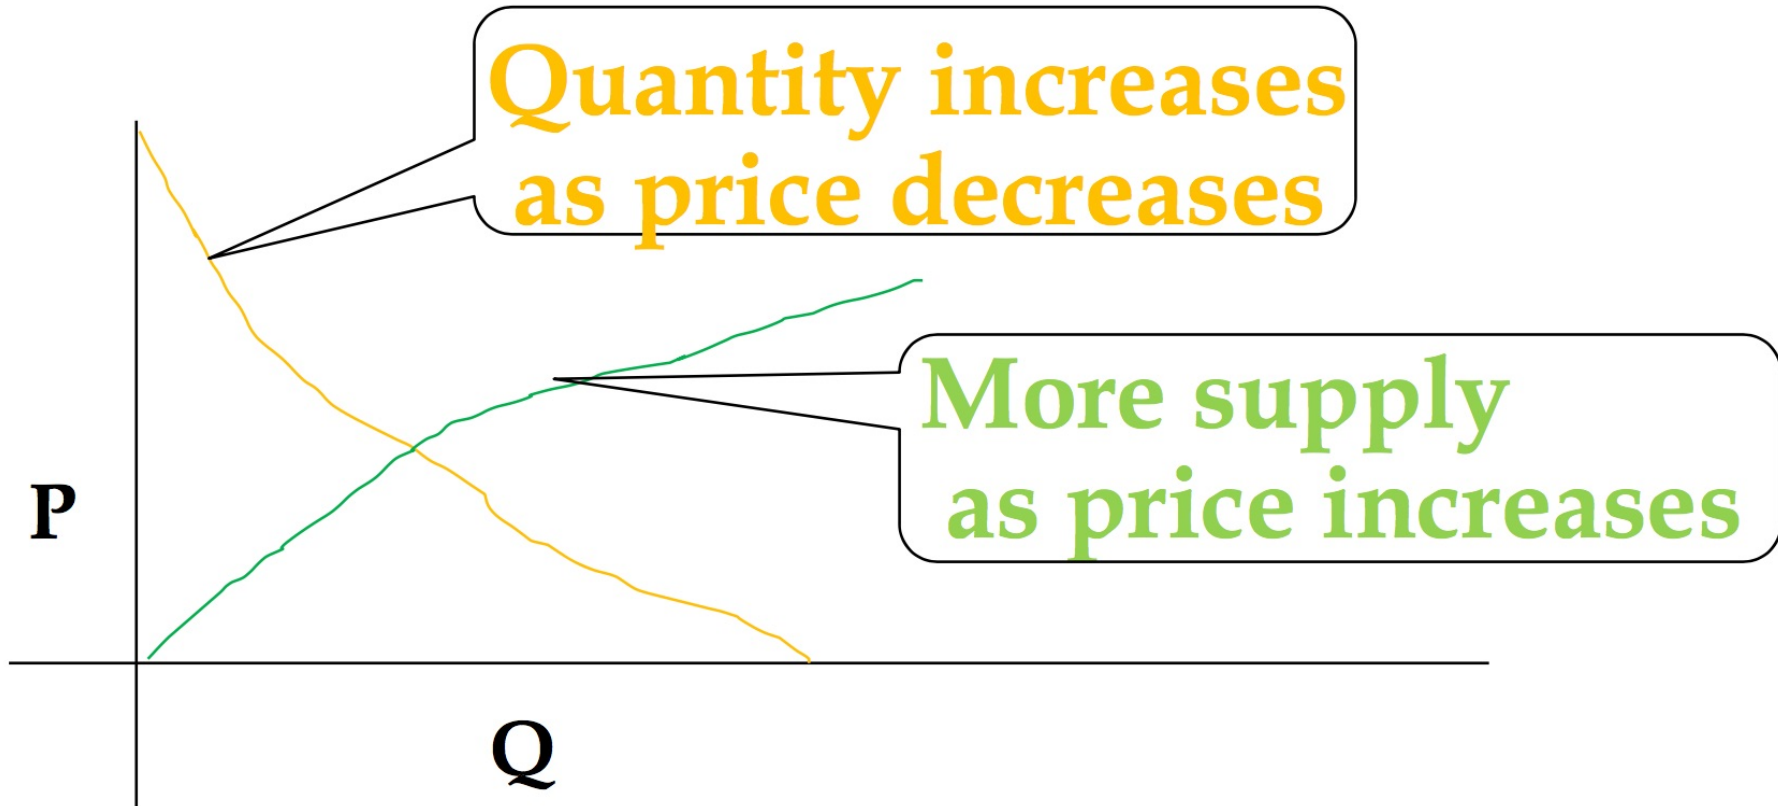 Quantity increases
as price decreases
More supply
as price increases
P
Q